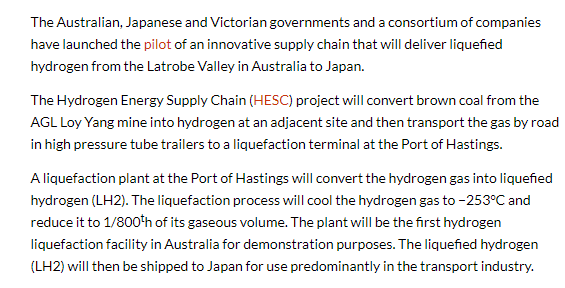 The Australian, Japanese and Victorian governments and a consortium of companies
have launched the pilot of an innovative supply chain that will deliver liquefied
hydrogen from the Latrobe Valley in Australia to Japan.
The Hydrogen Energy Supply Chain (HESC) project will convert brown coal from the
AGL Loy Yang mine into hydrogen at an adjacent site and then transport the gas by road
in high pressure tube trailers to a liquefaction terminal at the Port of Hastings.
A liquefaction plant at the Port of Hastings will convert the hydrogen gas into liquefied
hydrogen (LH2). The liquefaction process will cool the hydrogen gas to −253°C and
reduce it to 1/800ᵗh of its gaseous volume. The plant will be the first hydrogen
liquefaction facility in Australia for demonstration purposes. The liquefied hydrogen
(LH2) will then be shipped to Japan for use predominantly in the transport industry.